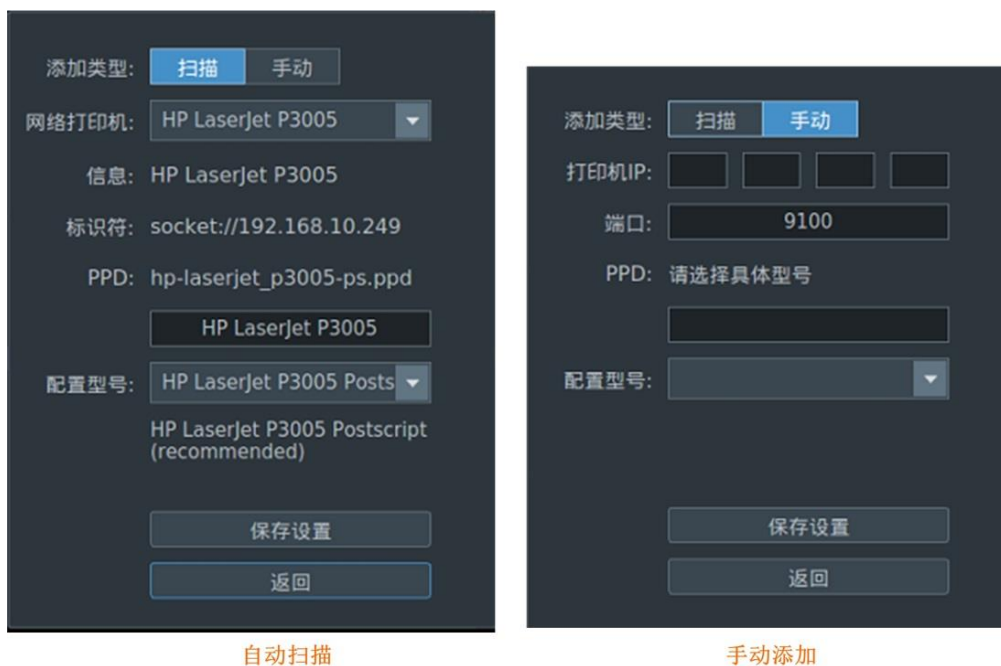 添加类型: 扫描 手动
网络打印机: HP LaserJet P3005
信息: HP LaserJet P3005
标识符: socket://192.168.10.249
PPD: hp-laserjet_p3005-ps.ppd
HP LaserJet P3005
配置型号: HP LaserJet P3005 Posts
HP LaserJet P3005 Postscript
(recommended)
保存设置
返回
自动扫描
添加类型: 扫描 手动
打印机IP:
端口: 9100
PPD: 请选择具体型号
配置型号:
保存设置
返回
手动添加